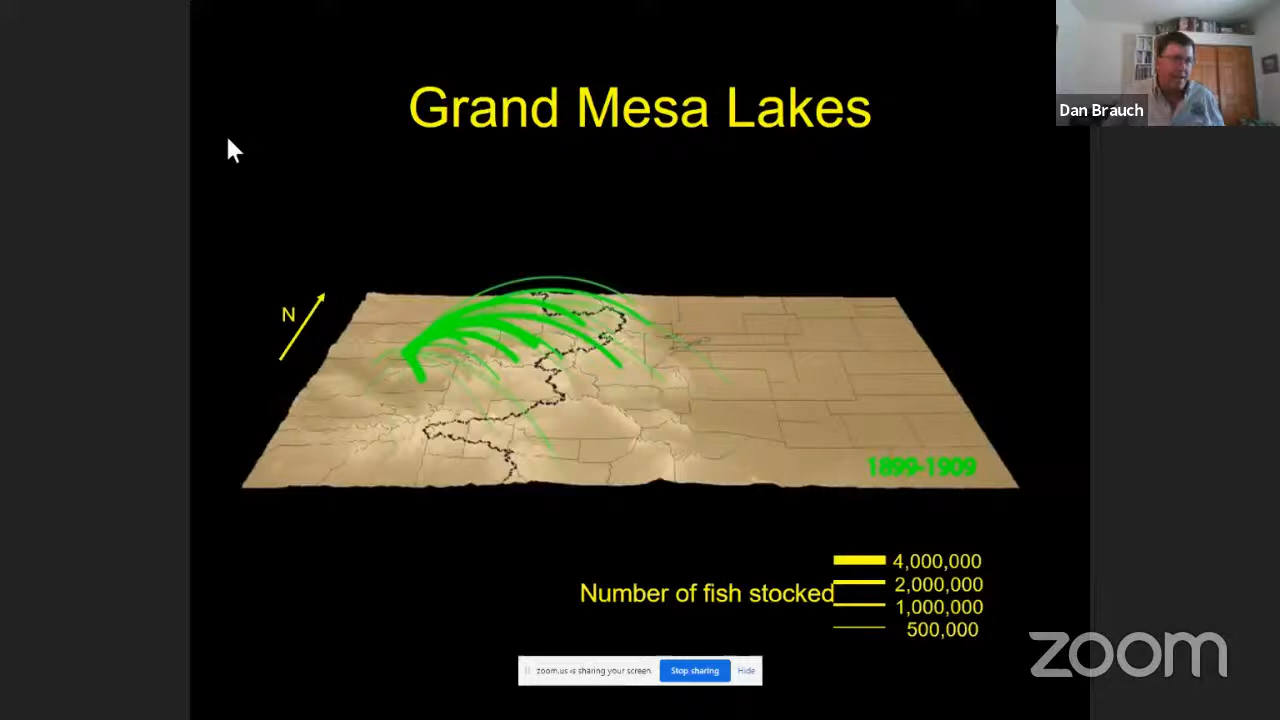 Grand Mesa Lakes
Dan Brauch
N
1899-1909
Number of fish stocked
4,000,000
2,000,000
1,000,000
500,000
zoom.us is sharing your screen.
Stop sharing
Hide
zoom